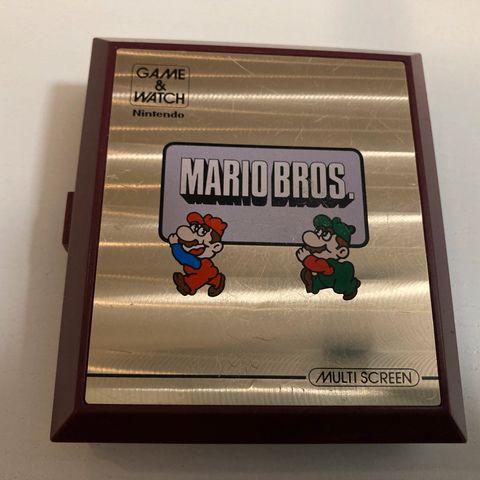 GAME
&
WATCH
Nintendo
MARIO BROS.
MULTI SCREEN